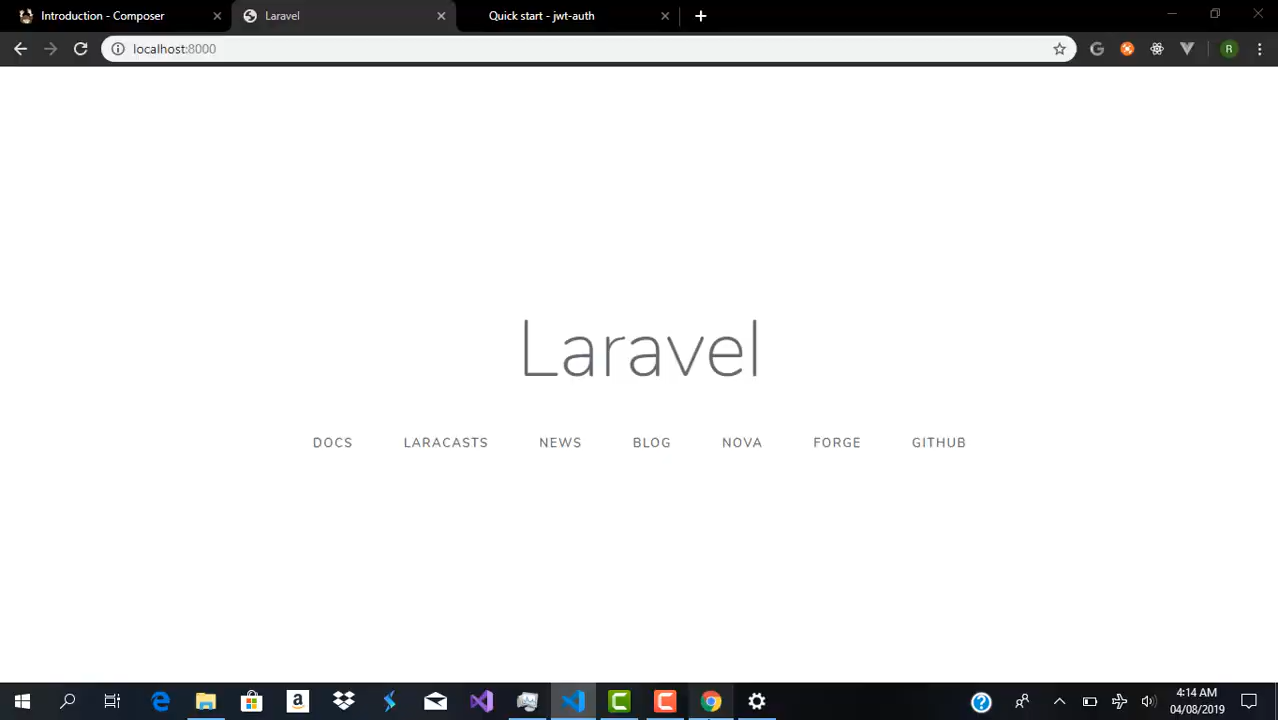 Introduction - Composer
Laravel
Quick start - jwt-auth
localhost:8000
R
Laravel
DOCS LARACASTS NEWS BLOG NOVA FORGE GITHUB
4:14 AM
04/08/2019